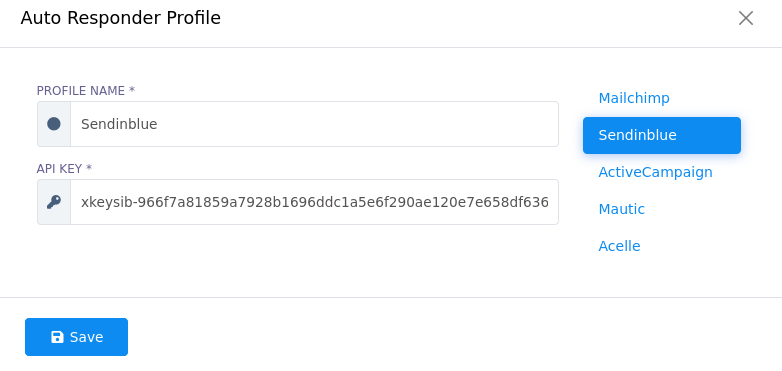 Auto Responder Profile
PROFILE NAME *
Sendinblue
API KEY *
xkeysib-966f7a81859a7928b1696ddc1a5e6f290ae120e7e658df636
Mailchimp
Sendinblue
ActiveCampaign
Mautic
Acelle
Save